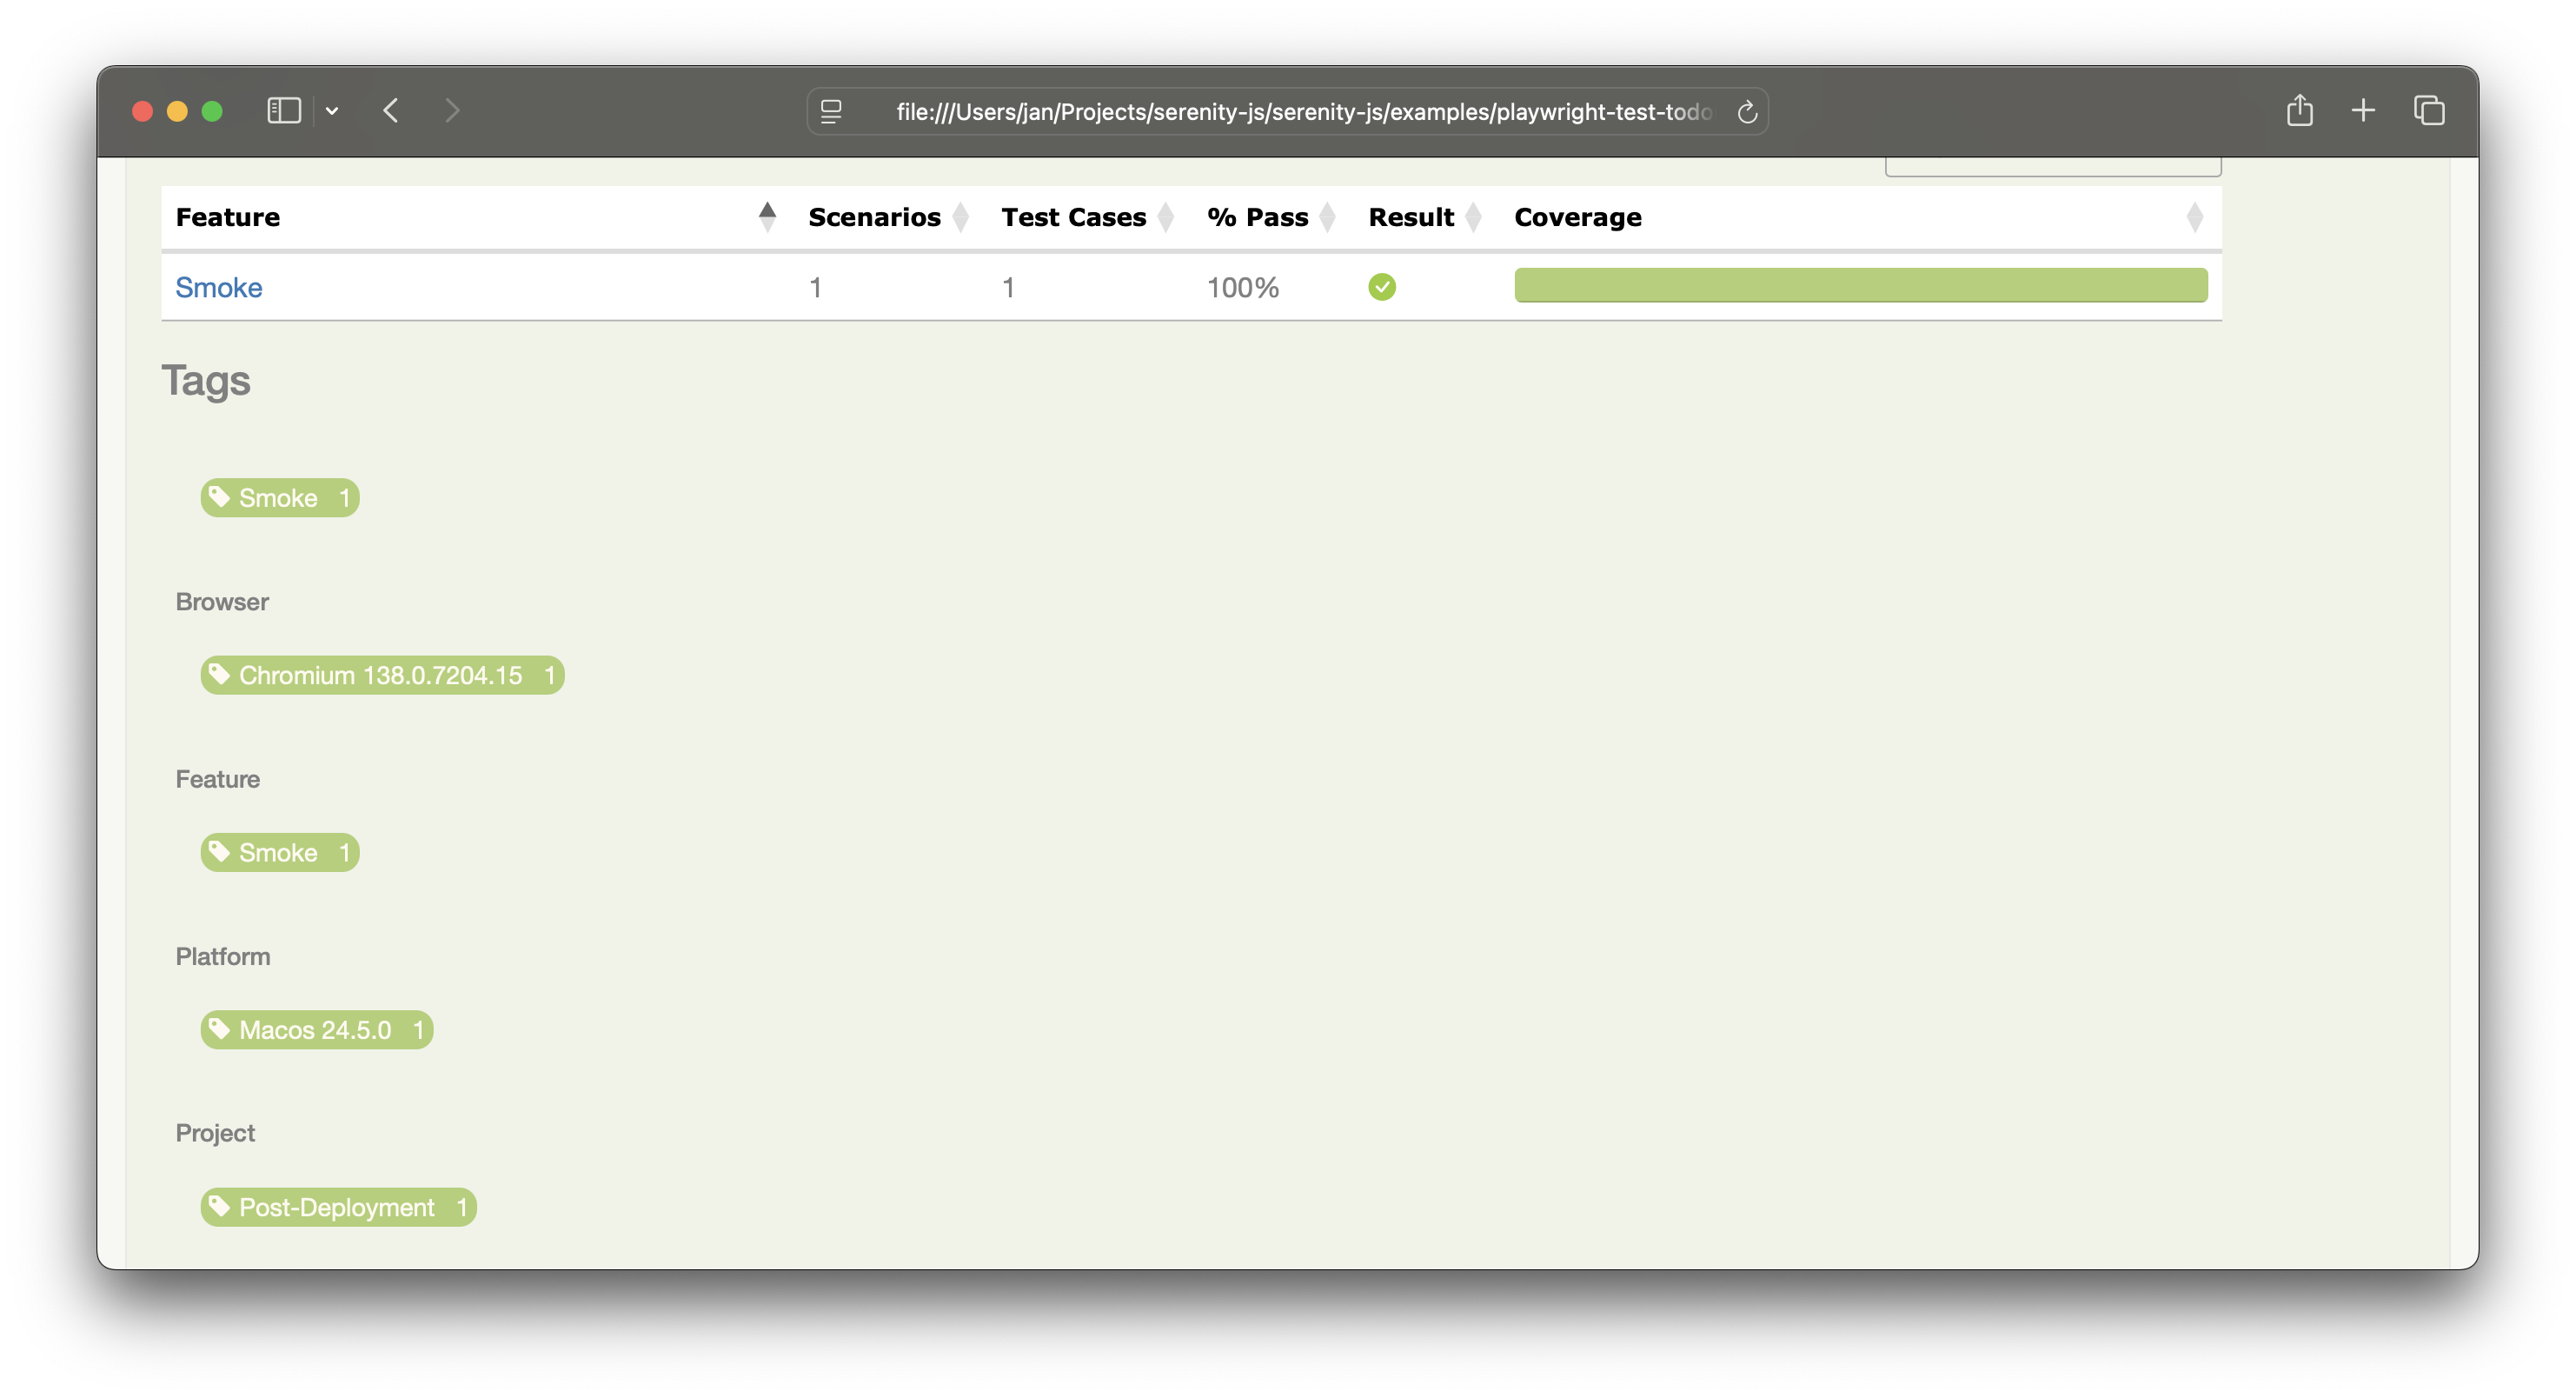 file:///Users/jan/Projects/serenity-js/serenity-js/examples/playwright-test-todo
Feature Scenarios Test Cases % Pass Result Coverage
Smoke 1 1 100%
Tags
Smoke 1
Browser
Chromium 138.0.7204.15 1
Feature
Smoke 1
Platform
Macos 24.5.0 1
Project
Post-Deployment 1